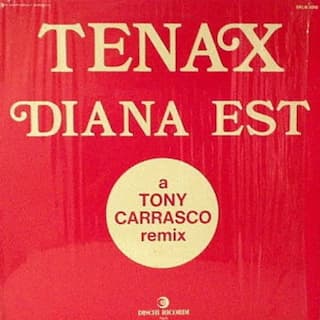 TENAX
DIANA EST
a
TONY
CARRASCO
remix
DISCHI RICORDI